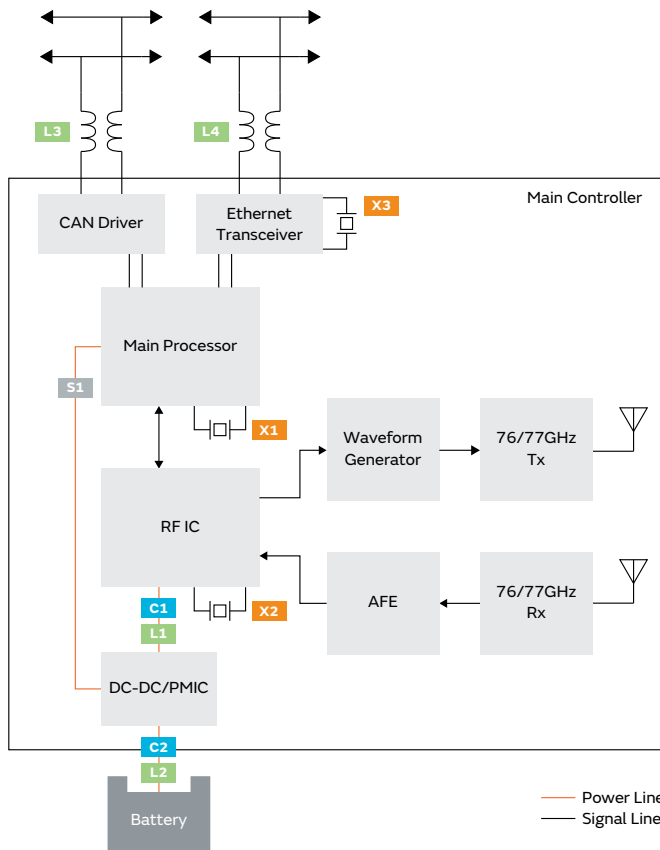 L3
L4
Main Controller
CAN Driver
Ethernet
Transceiver
X3
Main Processor
S1
X1
Waveform
Generator
76/77GHz
Tx
RF IC
AFE
76/77GHz
Rx
C1
L1
X2
DC-DC/PMIC
C2
L2
Battery
Power Line
Signal Line